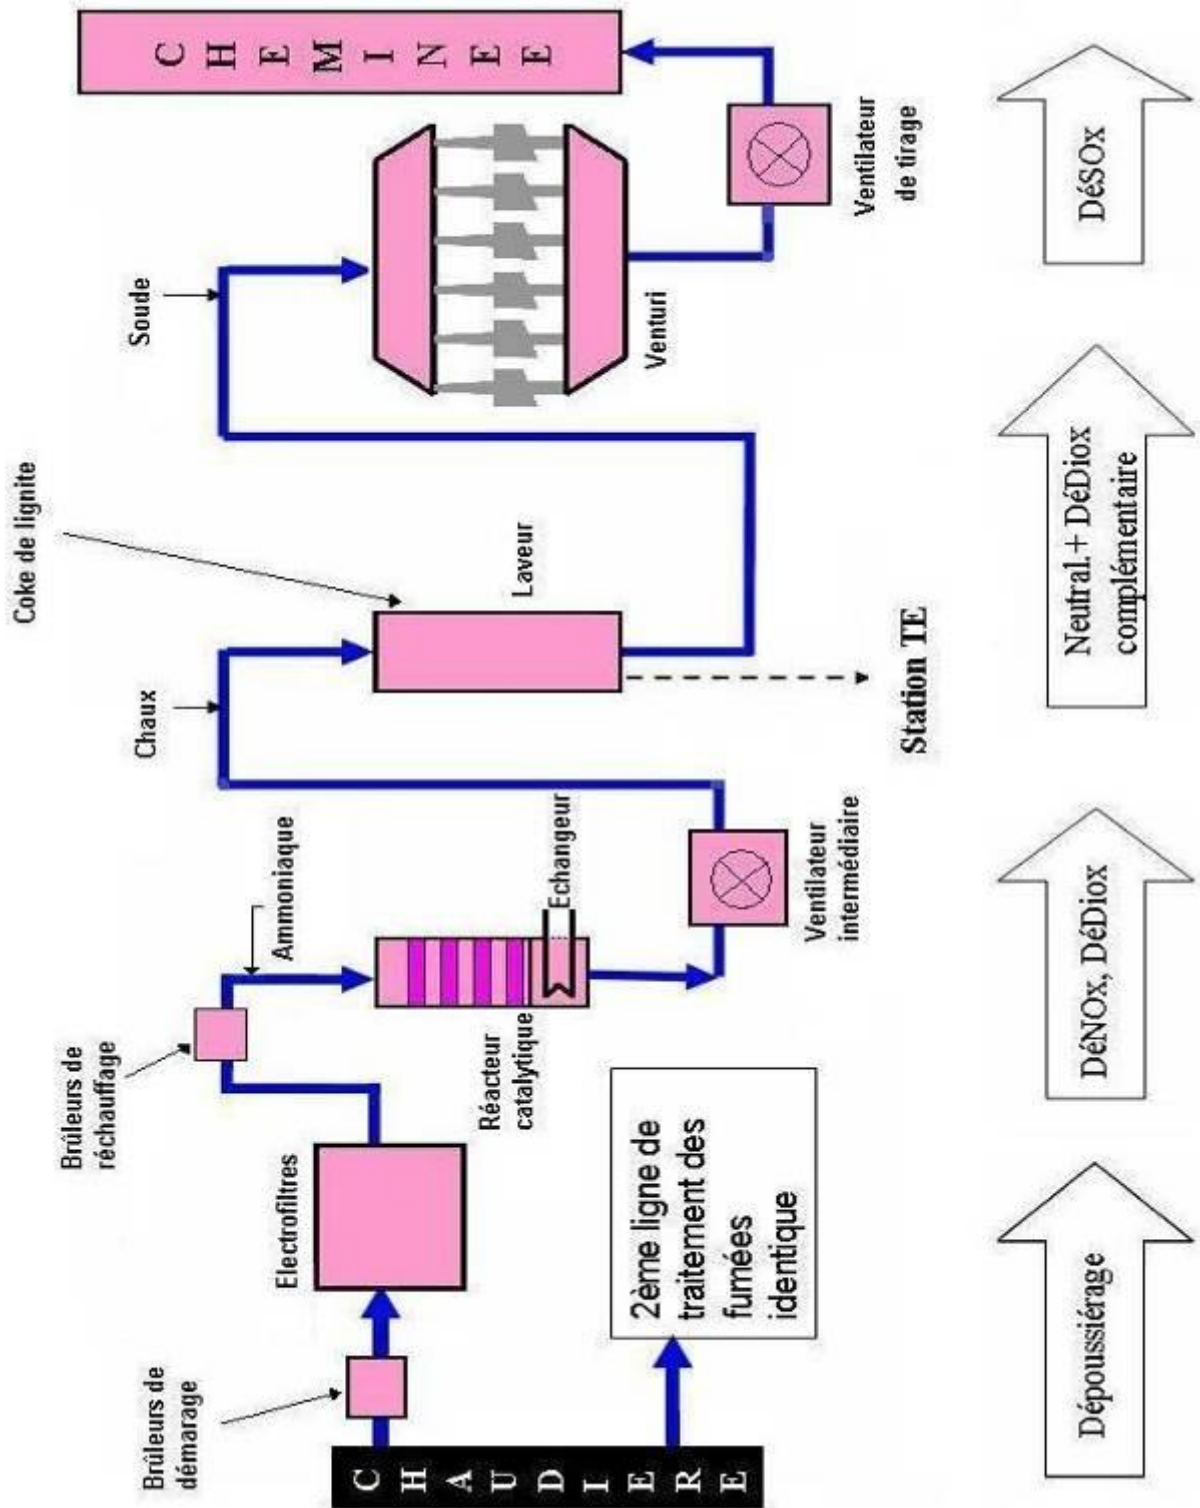 CHAUDIERE
Brûleurs de
démarage
Electrofiltres
2ème ligne de
traitement des
fumées
identique
Brûleurs de
réchauffage
Ammoniaque
Réacteur
catalytique
Echangeur
Ventilateur
intermédiaire
Chaux
Coke de lignite
Laveur
Station TE
Soude
Venturi
Ventilateur
de tirage
CHEMINEE
Dépoussiérage
DéNOx, DéDiox
Neutral.+ DéDiox
complémentaire
DéSOx